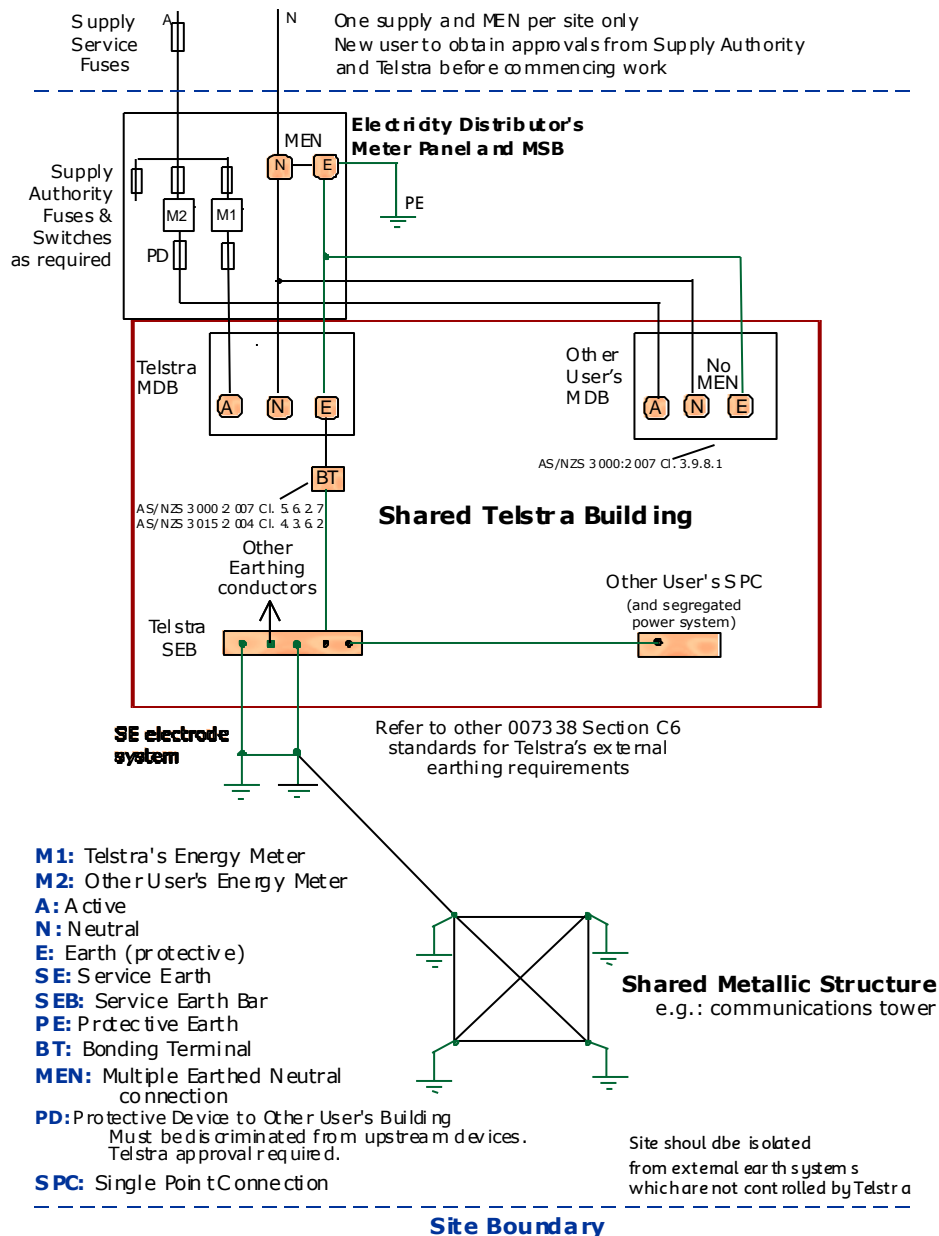 Supply
Service
Fuses
A
N
One supply and MEN per site only
New user to obtain approvals from Supply Authority
and Telstra before commencing work
Electricity Distributor's
Meter Panel and MSB
MEN
N
E
PE
Supply
Authority
Fuses &
Switches
as required
M2
M1
PD
Telstra
MDB
A
N
E
Other
User's
MDB
No
MEN
A
N
E
AS/NZS 3000:2007 Cl. 3.9.8.1
BT
AS/NZS 3000:2007 Cl. 5.6.2.7
AS/NZS 3015:2004 Cl. 4.3.6.2
Shared Telstra Building
Other
Earthing
conductors
Other User's SPC
(and segregated
power system)
Telstra
SEB
SE electrode
system
Refer to other 007338 Section C6
standards for Telstra's external
earthing requirements
M1: Telstra's Energy Meter
M2: Other User's Energy Meter
A: Active
N: Neutral
E: Earth (protective)
SE: Service Earth
SEB: Service Earth Bar
PE: Protective Earth
BT: Bonding Terminal
MEN: Multiple Earthed Neutral
connection
PD: Protective Device to Other User's Building
Must be discriminated from upstream devices.
Telstra approval required.
SPC: Single Point Connection
Shared Metallic Structure
e.g.: communications tower
Site should be isolated
from external earth systems
which are not controlled by Telstra
Site Boundary